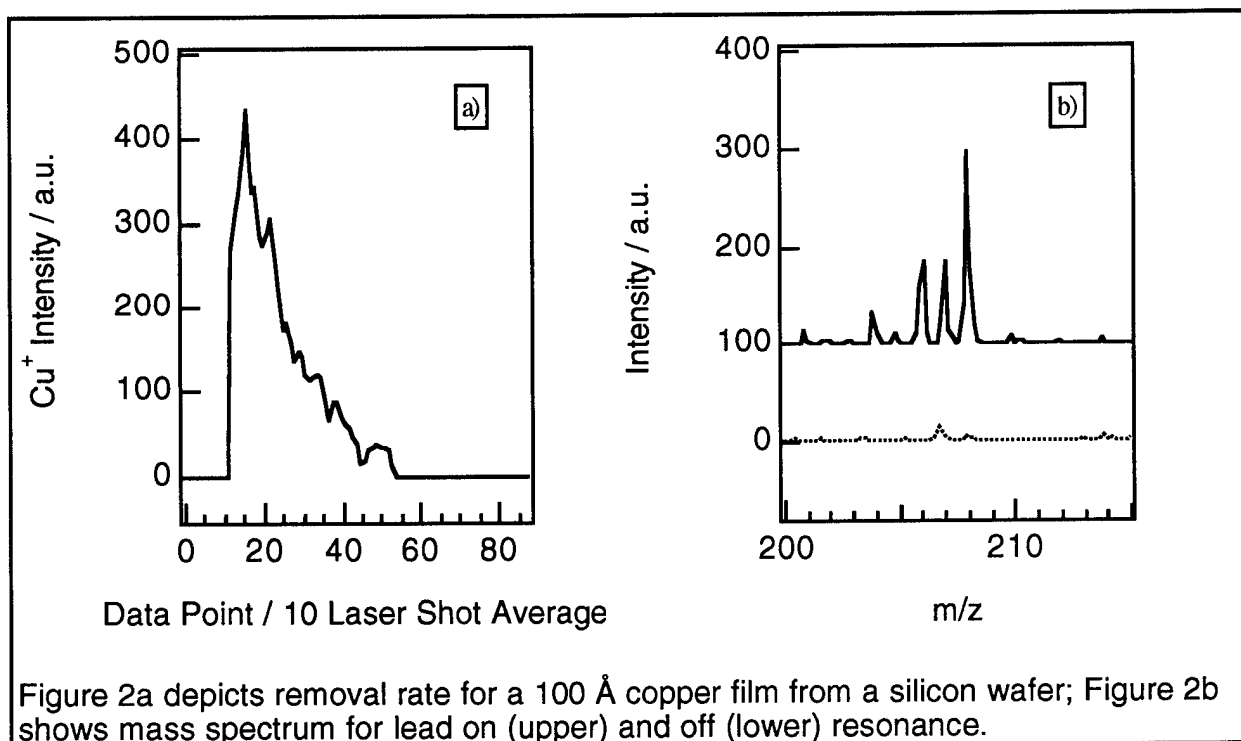 500
400
300
200
100
0
Cu+ Intensity / a.u.
a)
0 20 40 60 80
Data Point / 10 Laser Shot Average
400
300
200
100
0
Intensity / a.u.
b)
200 210
m/z
Figure 2a depicts removal rate for a 100 Å copper film from a silicon wafer; Figure 2b
shows mass spectrum for lead on (upper) and off (lower) resonance.